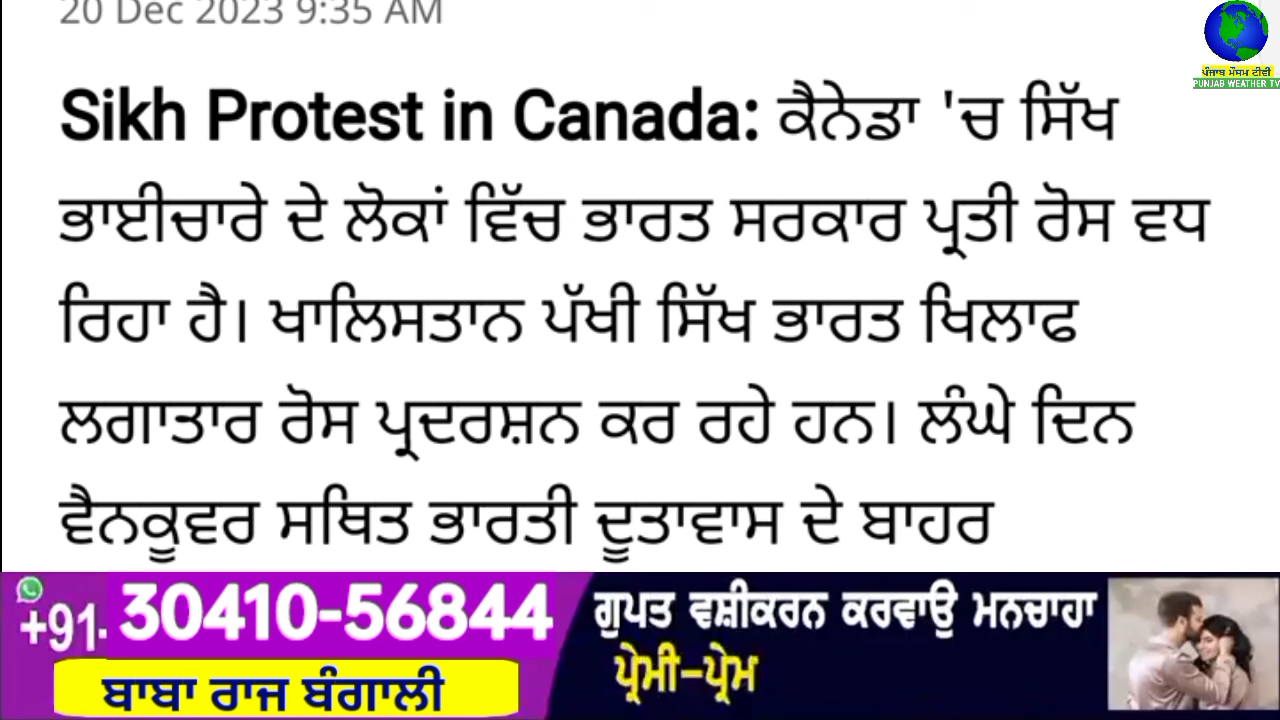 20 Dec 2023 9:35 AM
ਪੰਜਾਬ ਮੌਸਮ ਟੀਵੀ
PUNJAB WEATHER TV
Sikh Protest in Canada: ਕੈਨੇਡਾ 'ਚ ਸਿੱਖ
ਭਾਈਚਾਰੇ ਦੇ ਲੋਕਾਂ ਵਿੱਚ ਭਾਰਤ ਸਰਕਾਰ ਪ੍ਰਤੀ ਰੋਸ ਵਧ
ਰਿਹਾ ਹੈ। ਖਾਲਿਸਤਾਨ ਪੱਖੀ ਸਿੱਖ ਭਾਰਤ ਖਿਲਾਫ
ਲਗਾਤਾਰ ਰੋਸ ਪ੍ਰਦਰਸ਼ਨ ਕਰ ਰਹੇ ਹਨ। ਲੰਘੇ ਦਿਨ
ਵੈਨਕੂਵਰ ਸਥਿਤ ਭਾਰਤੀ ਦੂਤਾਵਾਸ ਦੇ ਬਾਹਰ
+91- 30410-56844
ਬਾਬਾ ਰਾਜ ਬੰਗਾਲੀ
ਗੁਪਤ ਵਸ਼ੀਕਰਨ ਕਰਵਾਉ ਮਨਚਾਹਾ
ਪ੍ਰੇਮੀ-ਪ੍ਰੇਮ